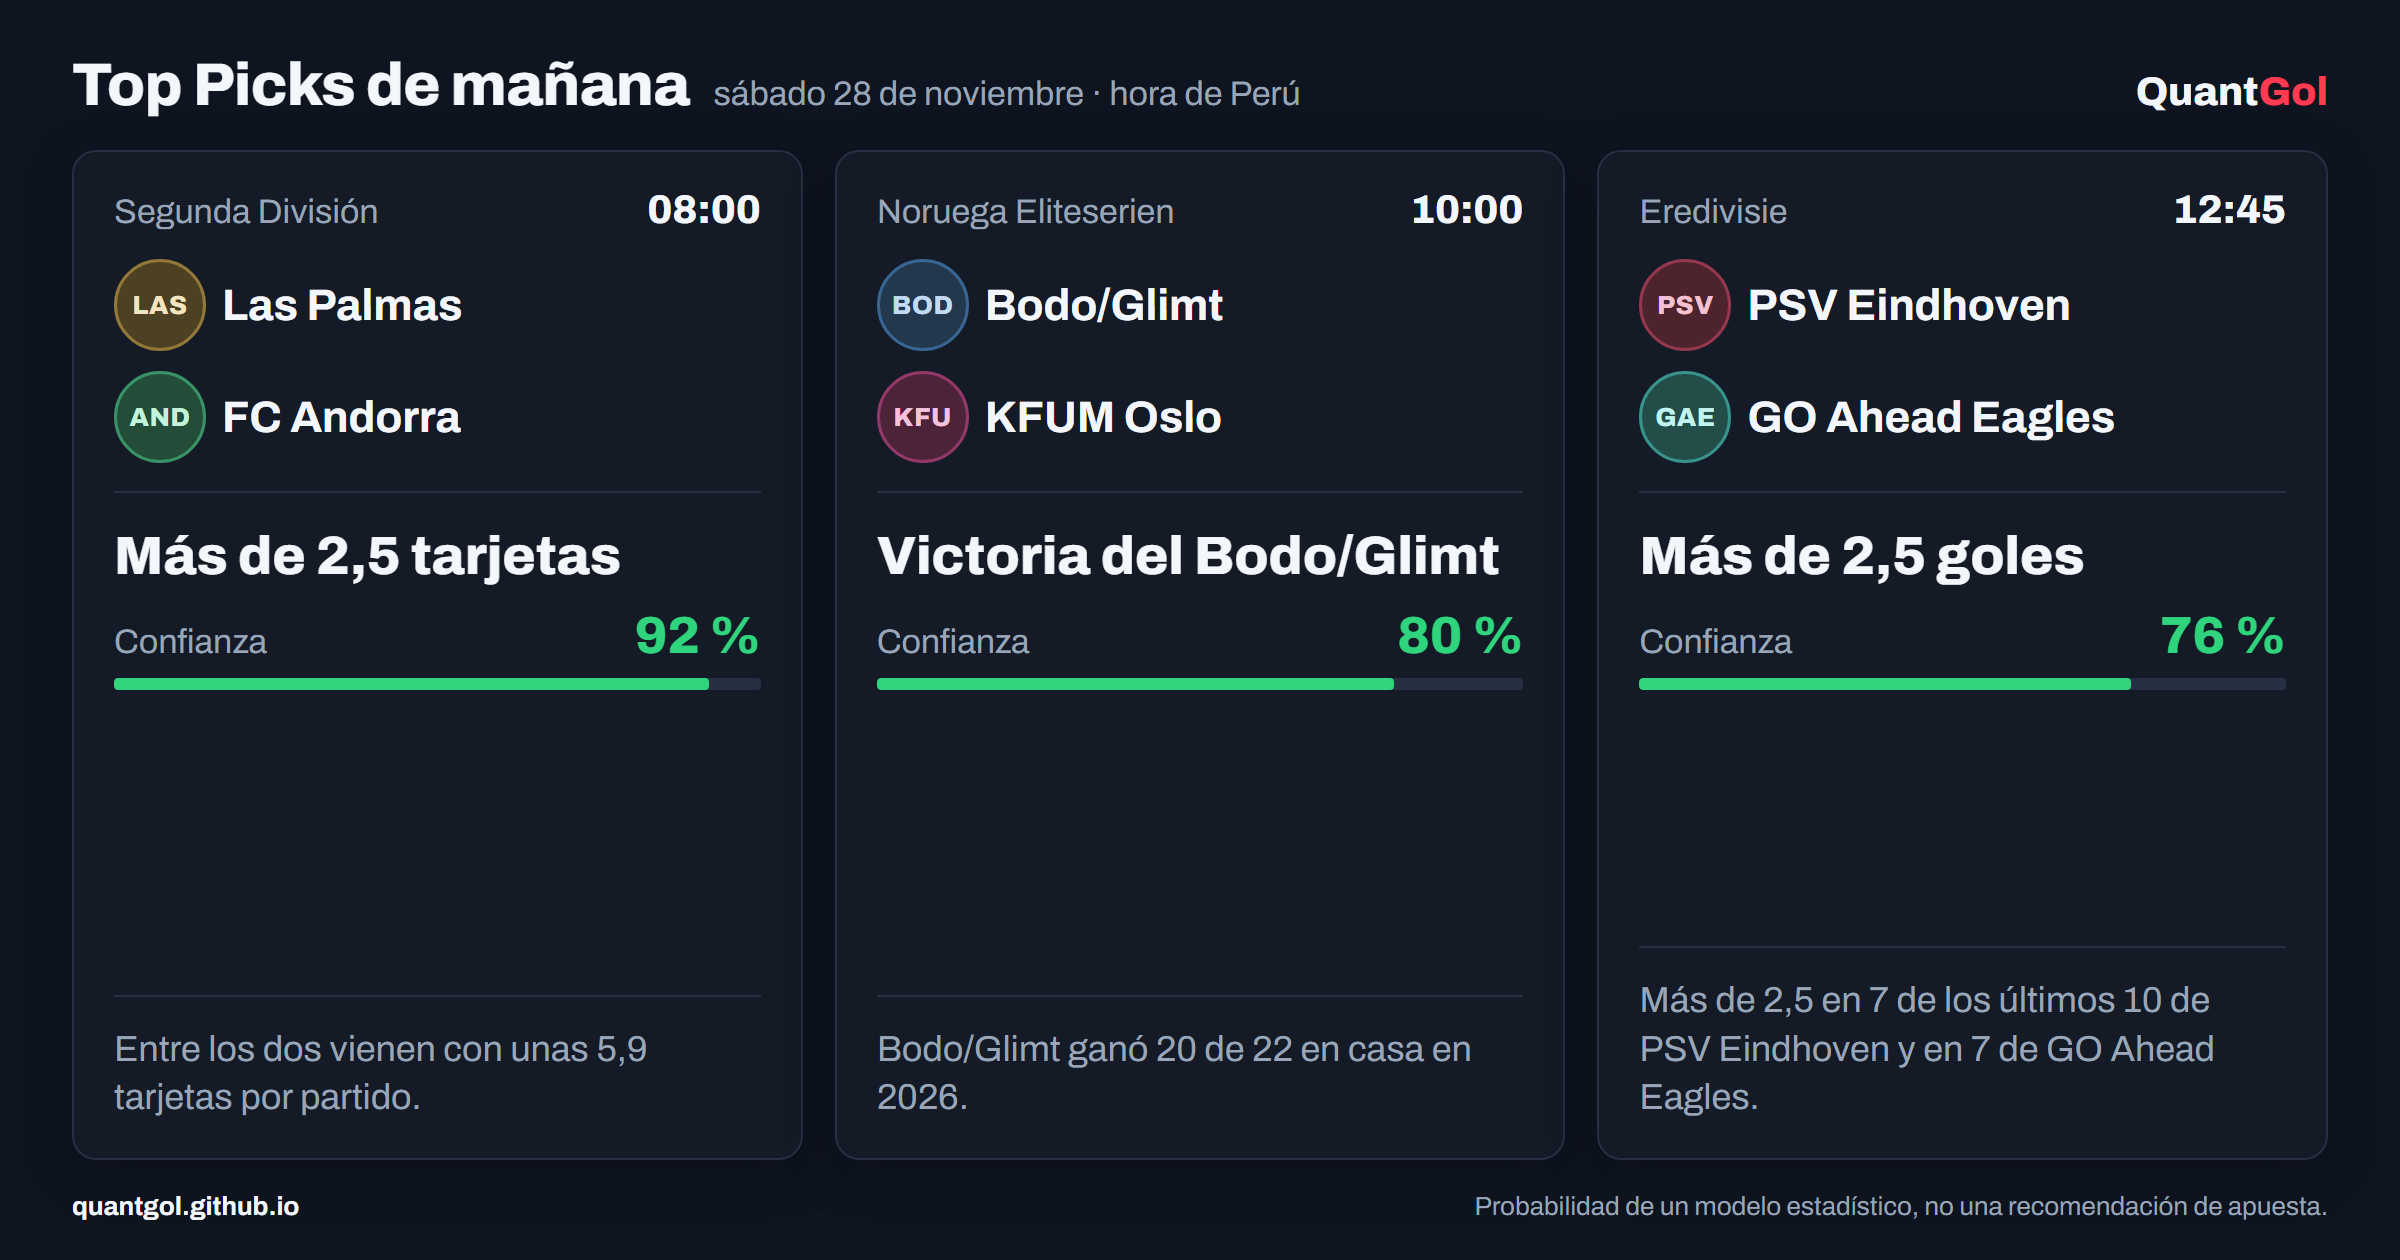 Top Picks de mañana sábado 28 de noviembre · hora de Perú
QuantGol
Segunda División 08:00
LAS Las Palmas
AND FC Andorra
Más de 2,5 tarjetas
Confianza 92 %
Entre los dos vienen con unas 5,9
tarjetas por partido.
Noruega Eliteserien 10:00
BOD Bodo/Glimt
KFU KFUM Oslo
Victoria del Bodo/Glimt
Confianza 80 %
Bodo/Glimt ganó 20 de 22 en casa en
2026.
Eredivisie 12:45
PSV PSV Eindhoven
GAE GO Ahead Eagles
Más de 2,5 goles
Confianza 76 %
Más de 2,5 en 7 de los últimos 10 de
PSV Eindhoven y en 7 de GO Ahead
Eagles.
quantgol.github.io
Probabilidad de un modelo estadístico, no una recomendación de apuesta.